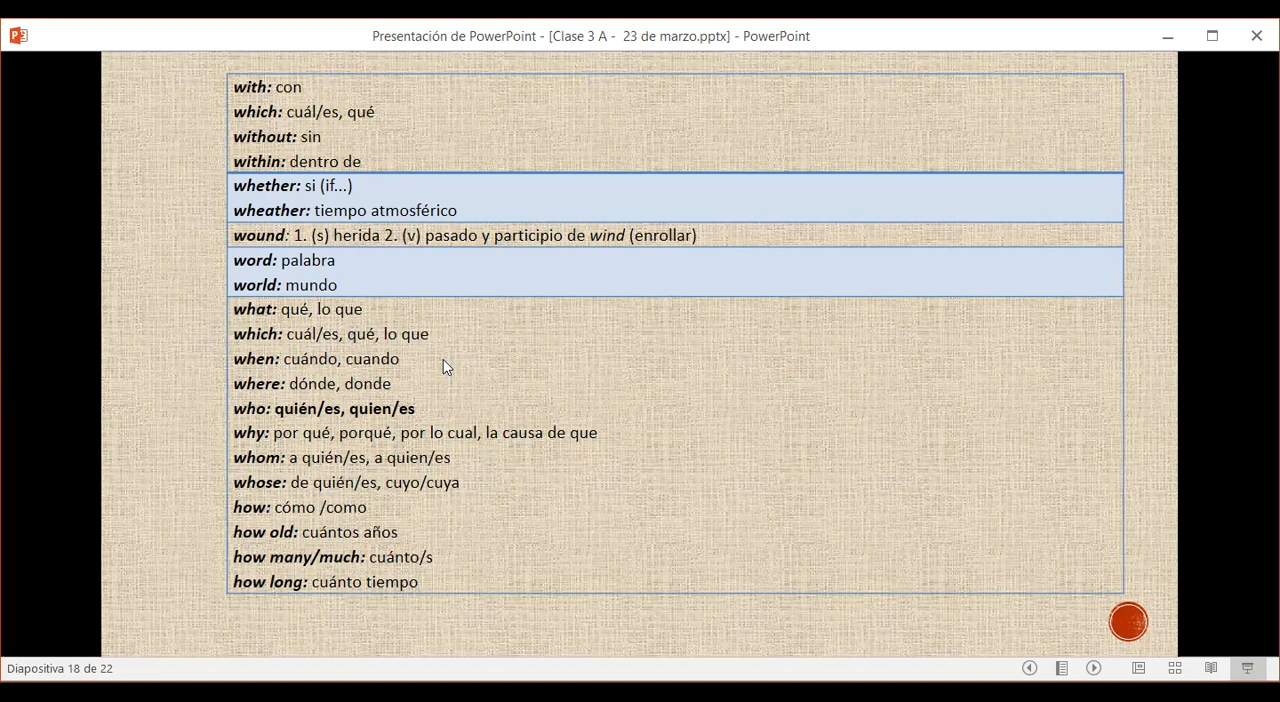 Presentación de PowerPoint - [Clase 3 A -  23 de marzo.pptx] - PowerPoint
with: con
which: cuál/es, qué
without: sin
within: dentro de
whether: si (if...)
wheather: tiempo atmosférico
wound: 1. (s) herida 2. (v) pasado y participio de wind (enrollar)
word: palabra
world: mundo
what: qué, lo que
which: cuál/es, qué, lo que
when: cuándo, cuando
where: dónde, donde
who: quién/es, quien/es
why: por qué, porqué, por lo cual, la causa de que
whom: a quién/es, a quien/es
whose: de quién/es, cuyo/cuya
how: cómo /como
how old: cuántos años
how many/much: cuánto/s
how long: cuánto tiempo
Diapositiva 18 de 22